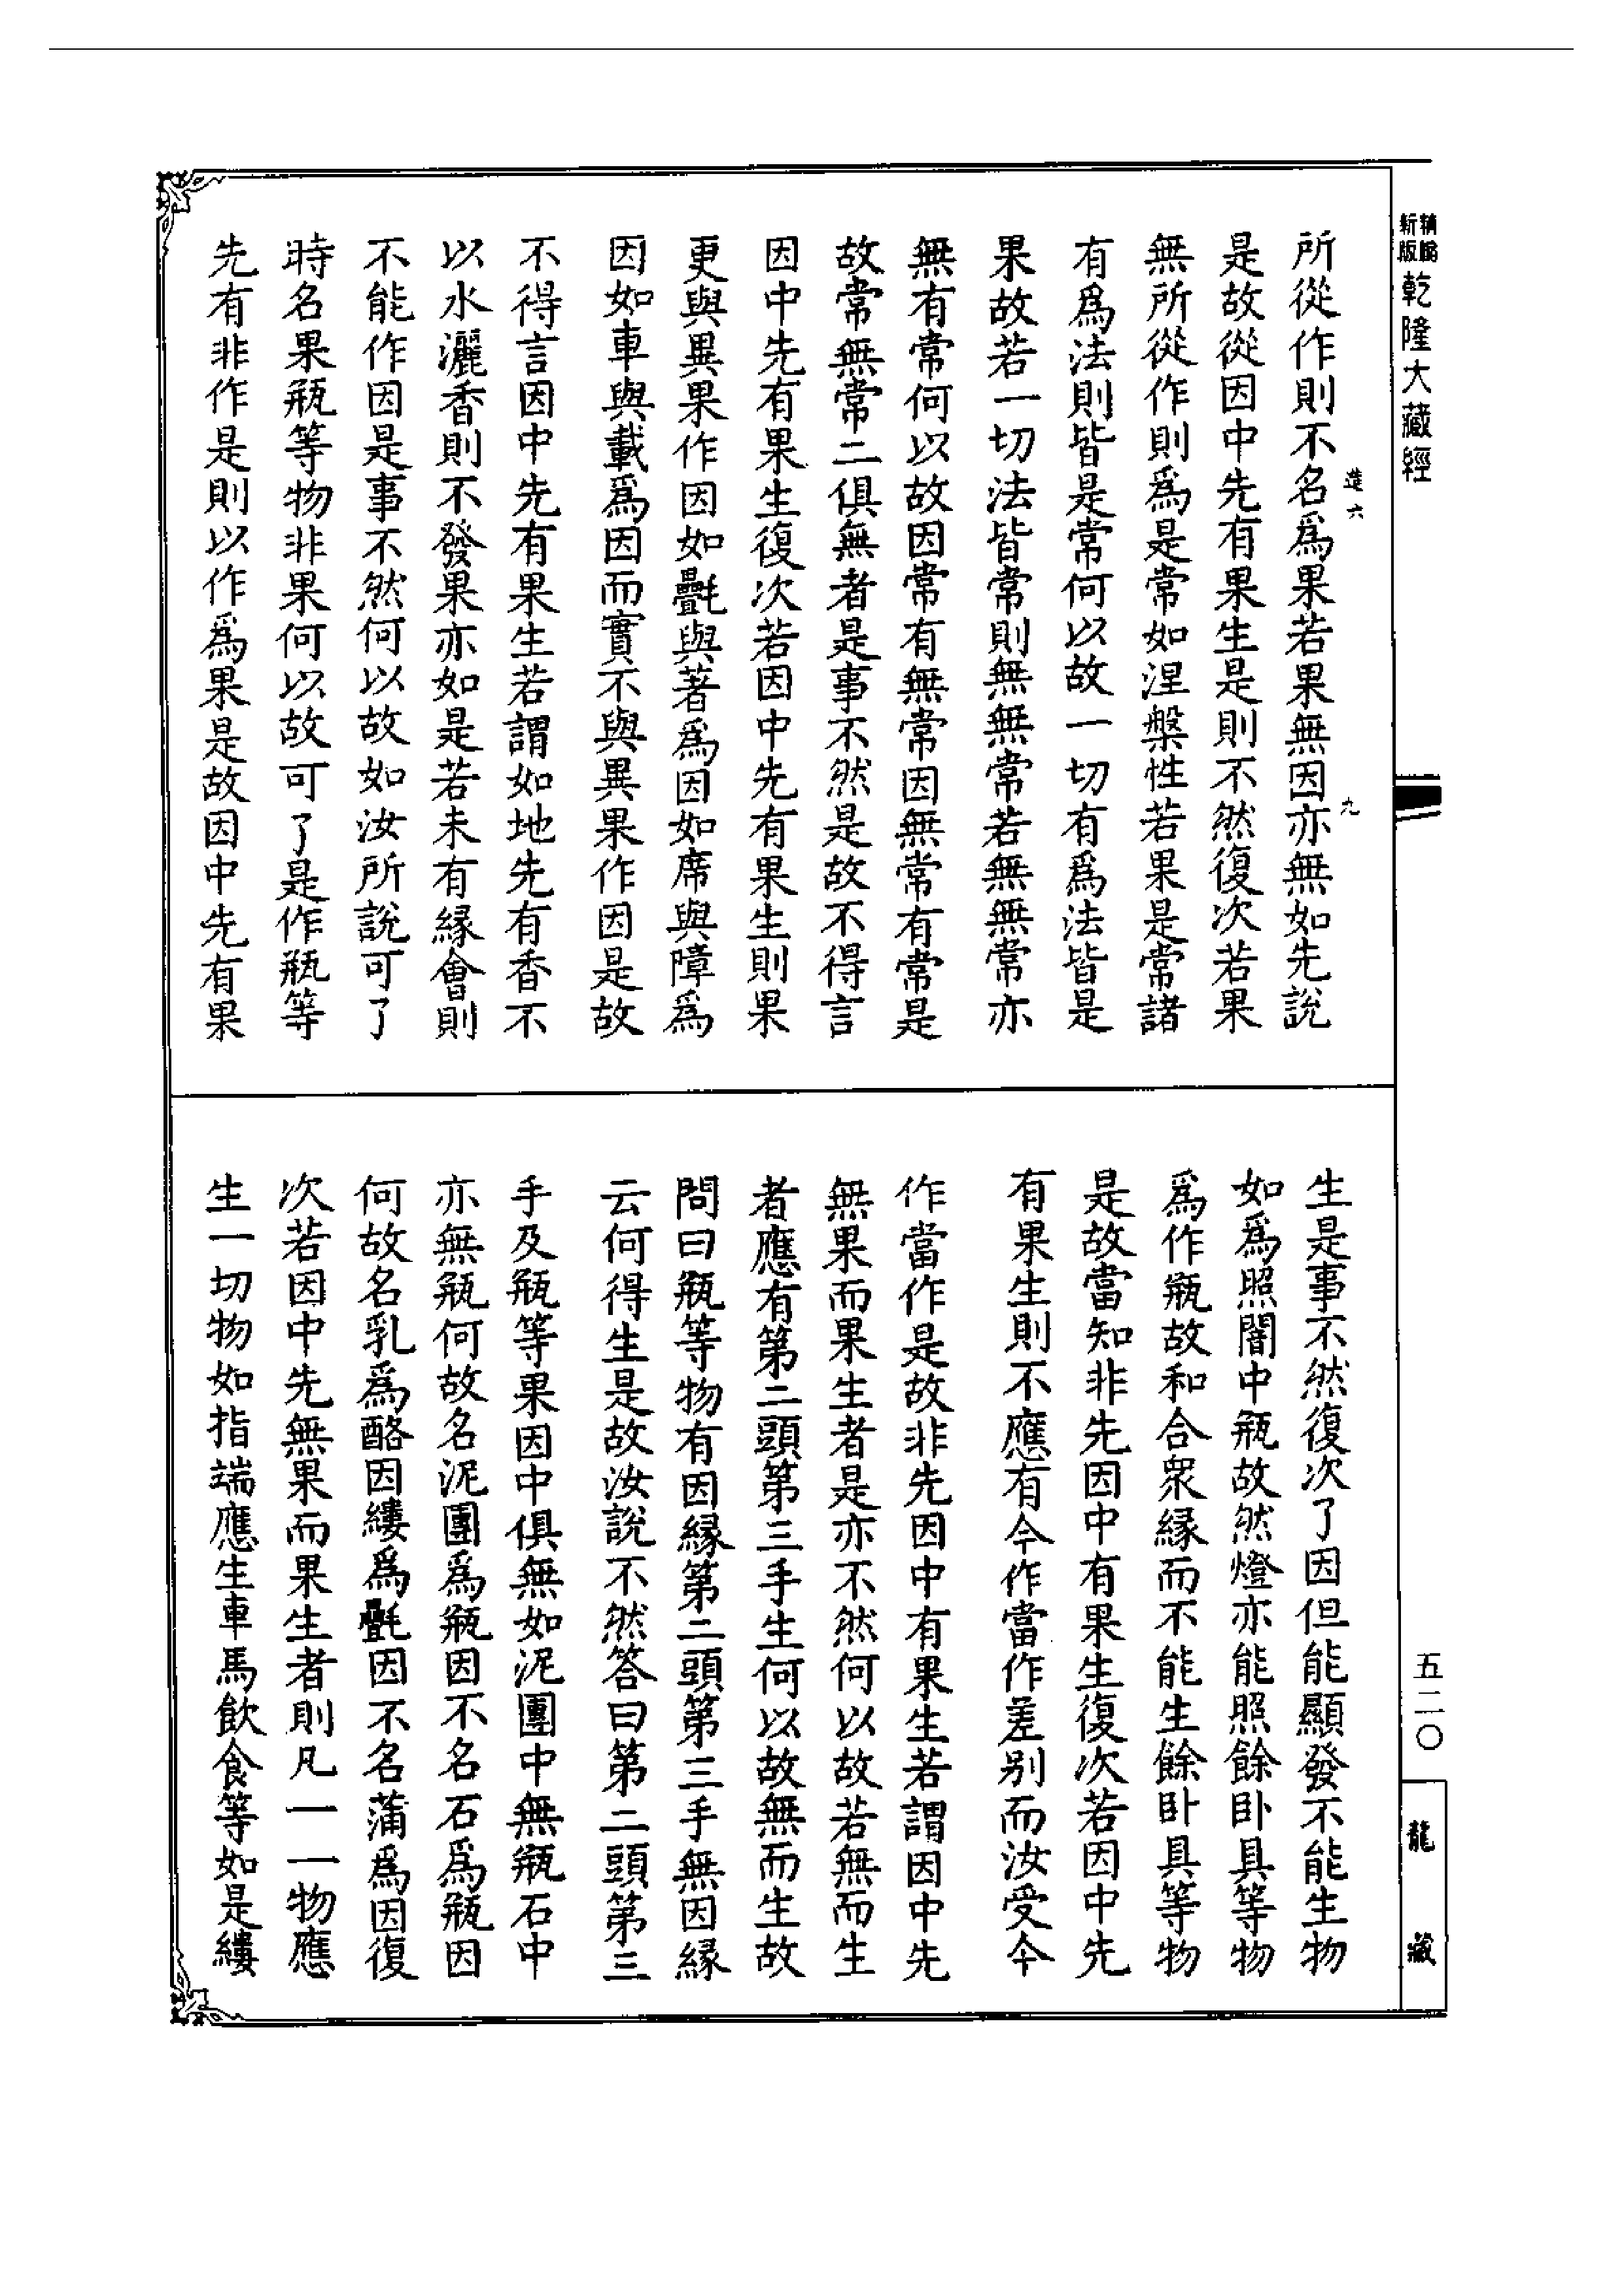 新版 精縮 乾隆大藏經
造六 九
所從作則不名爲果若果無因亦無如先說
是故從因中先有果生是則不然復次若果
無所從作則爲是常如涅槃性若果是常諸
有爲法則皆是常何以故一切有爲法皆是
果故若一切法皆常則無無常若無無常亦
無有常何以故因常有無常因無常有常是
故常無常二俱無者是事不然是故不得言
因中先有果生復次若因中先有果生則果
更與異果作因如㲲與著爲因如席與障爲
因如車與載爲因而實不與異果作因是故
不得言因中先有果生若謂如地先有香不
以水灑香則不發果亦如是若未有緣會則
不能作因是事不然何以故如汝所說可了
時名果瓶等物非果何以故可了是作瓶等
先有非作是則以作爲果是故因中先有果
生是事不然復次了因但能顯發不能生物
如爲照闇中瓶故然燈亦能照餘卧具等物
爲作瓶故和合眾緣而不能生餘卧具等物
是故當知非先因中有果生復次若因中先
有果生則不應有今作當作差別而汝受今
作當作是故非先因中有果生若謂因中先
無果而果生者是亦不然何以故若無而生
者應有第二頭第三手生何以故無而生故
問曰瓶等物有因緣第二頭第三手無因緣
云何得生是故汝說不然答曰第二頭第三
手及瓶等果因中俱無如泥團中無瓶石中
亦無瓶何故名泥團爲瓶因不名石爲瓶因
何故名乳爲酪因縷爲㲲因不名蒲爲因復
次若因中先無果而果生者則凡一一物應
生一切物如指端應生車馬飲食等如是縷
五二〇
龍藏